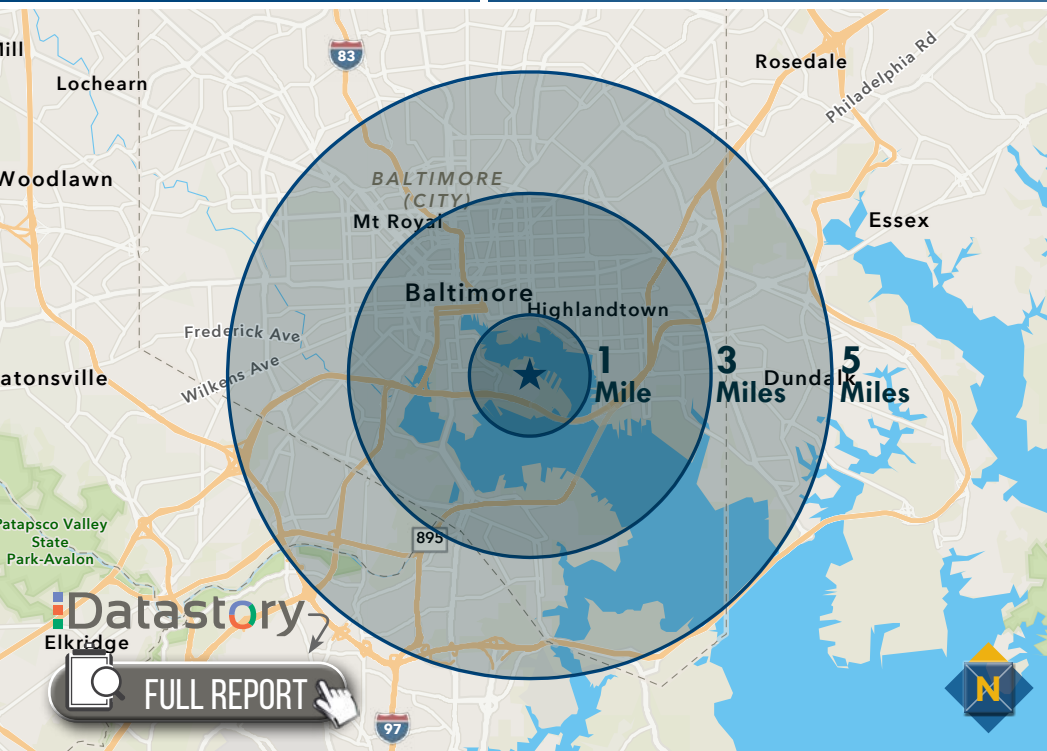 ill
83
Rosedale
Philadelphia Rd
Lochearn
Woodlawn
BALTIMORE
(CITY)
Mt Royal
Essex
Baltimore
Highlandtown
Frederick Ave
Wilkens Ave
atonsville
1
Mile
3
Miles
Dundalk
5
Miles
Patapsco Valley
State
Park-Avalon
895
Datastory
Elkridge
FULL REPORT
97
N